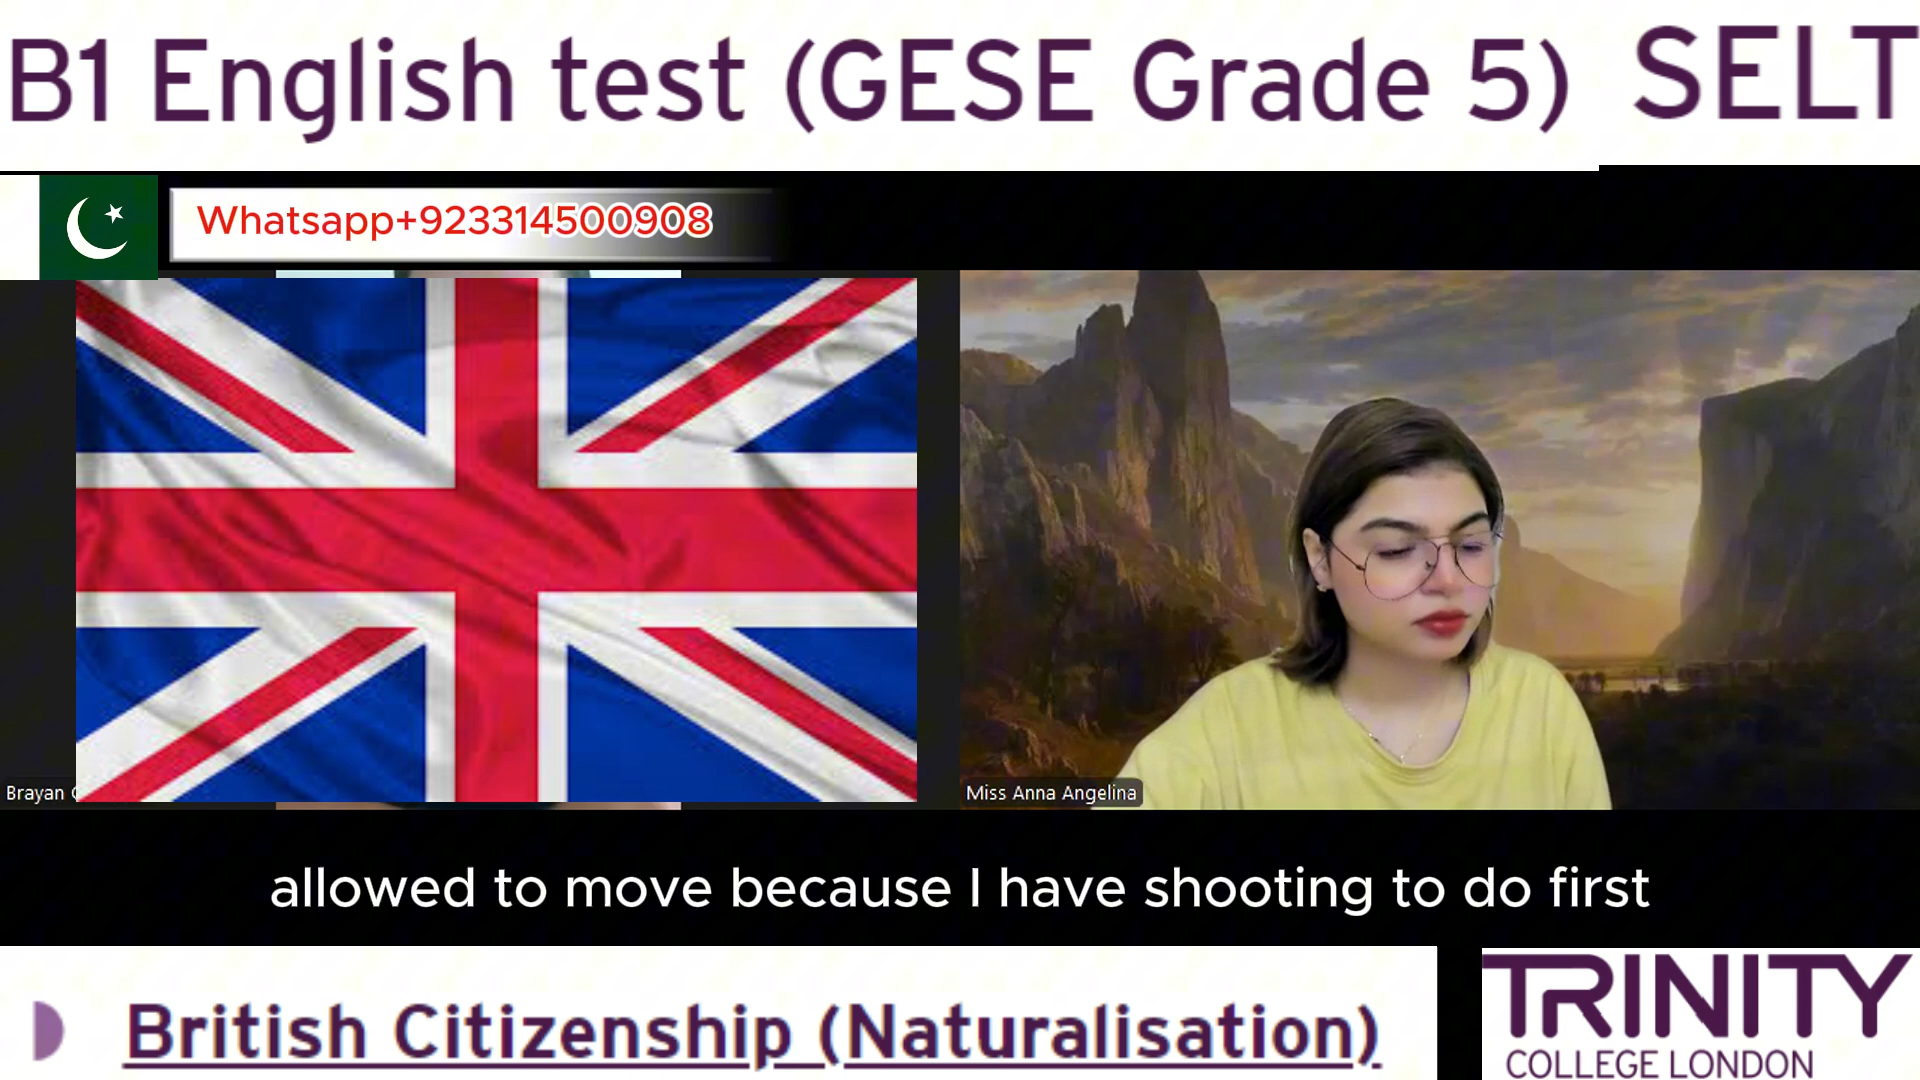 B1 English test (GESE Grade 5) SELT
Whatsapp+923314500908
Brayan
Miss Anna Angelina
allowed to move because I have shooting to do first
British Citizenship (Naturalisation)
TRINITY
COLLEGE LONDON